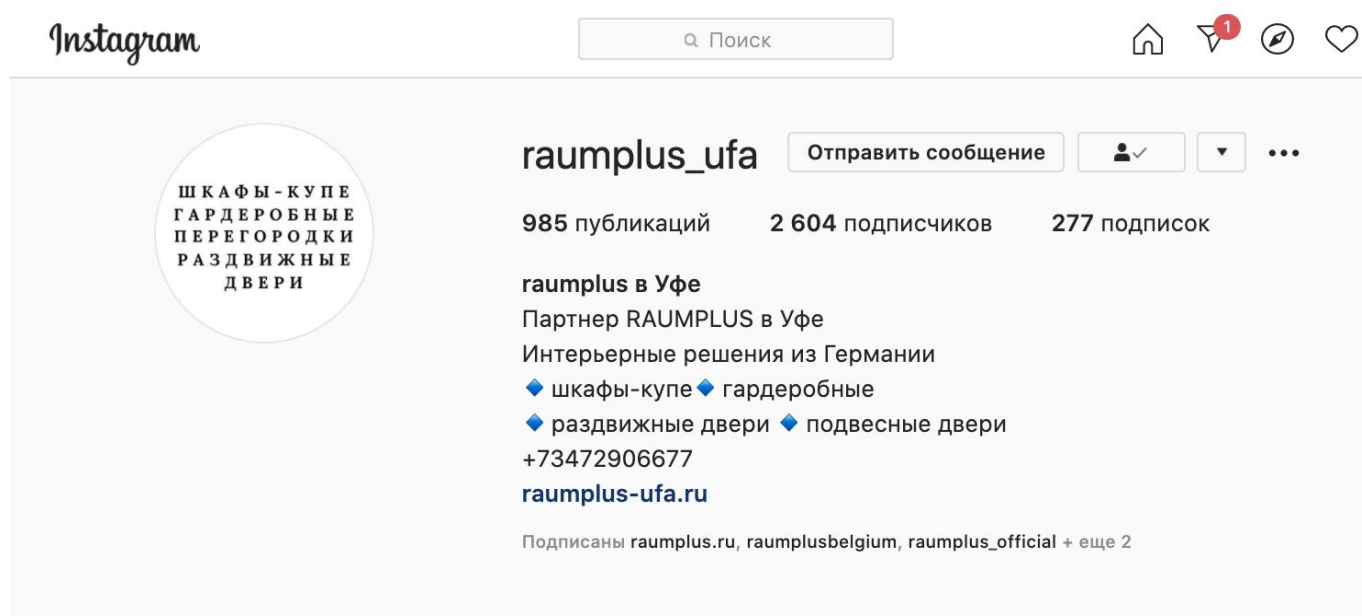 Instagram
Поиск
1
ШКАФЫ-КУПЕ
ГАРДЕРОБНЫЕ
ПЕРЕГОРОДКИ
РАЗДВИЖНЫЕ
ДВЕРИ
raumplus_ufa Отправить сообщение
985 публикаций 2 604 подписчиков 277 подписок
raumplus в Уфе
Партнер RAUMPLUS в Уфе
Интерьерные решения из Германии
🔷 шкафы-купе🔷 гардеробные
🔷 раздвижные двери 🔷 подвесные двери
+73472906677
raumplus-ufa.ru
Подписаны raumplus.ru, raumplusbelgium, raumplus_official + еще 2